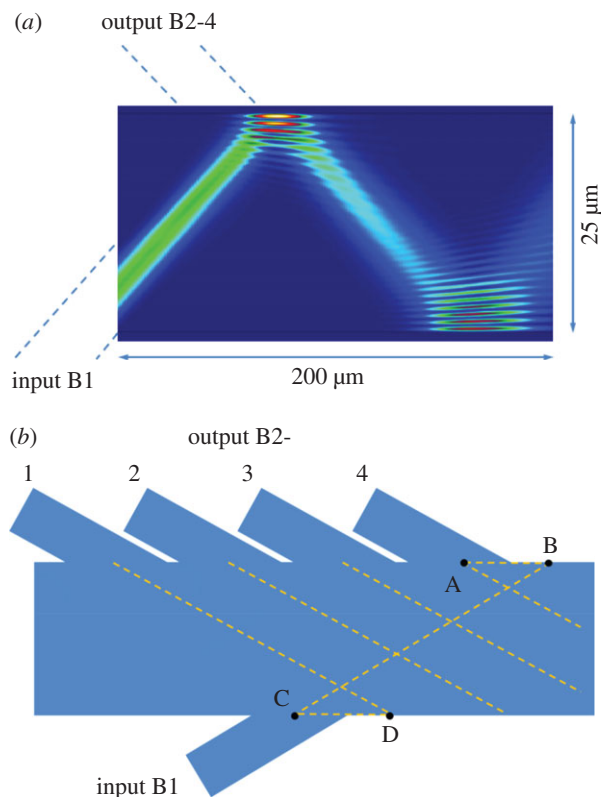 (a)
output B2-4
25 µm
input B1
200 µm
(b)
output B2-
1 2 3 4
B
A
C
D
input B1